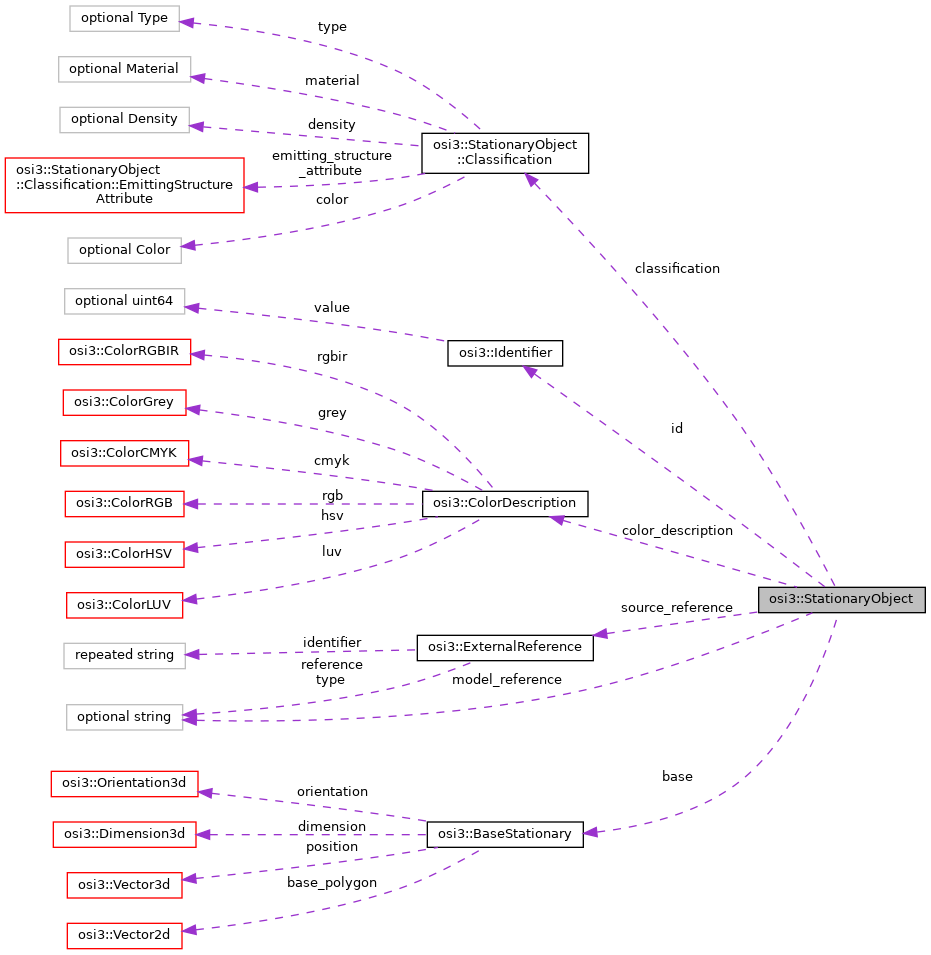 optional Type
type
optional Material
material
optional Density
density
osi3::StationaryObject
::Classification
emitting_structure
_attribute
osi3::StationaryObject
::Classification::EmittingStructure
Attribute
color
optional Color
classification
optional uint64
value
osi3::Identifier
osi3::ColorRGBIR
rgbir
id
osi3::ColorGrey
grey
osi3::ColorCMYK
cmyk
osi3::ColorRGB
rgb
osi3::ColorDescription
hsv
color_description
osi3::ColorHSV
luv
osi3::ColorLUV
osi3::StationaryObject
source_reference
identifier
osi3::ExternalReference
repeated string
reference
type
model_reference
optional string
base
osi3::Orientation3d
orientation
osi3::Dimension3d
dimension
osi3::BaseStationary
position
osi3::Vector3d
base_polygon
osi3::Vector2d